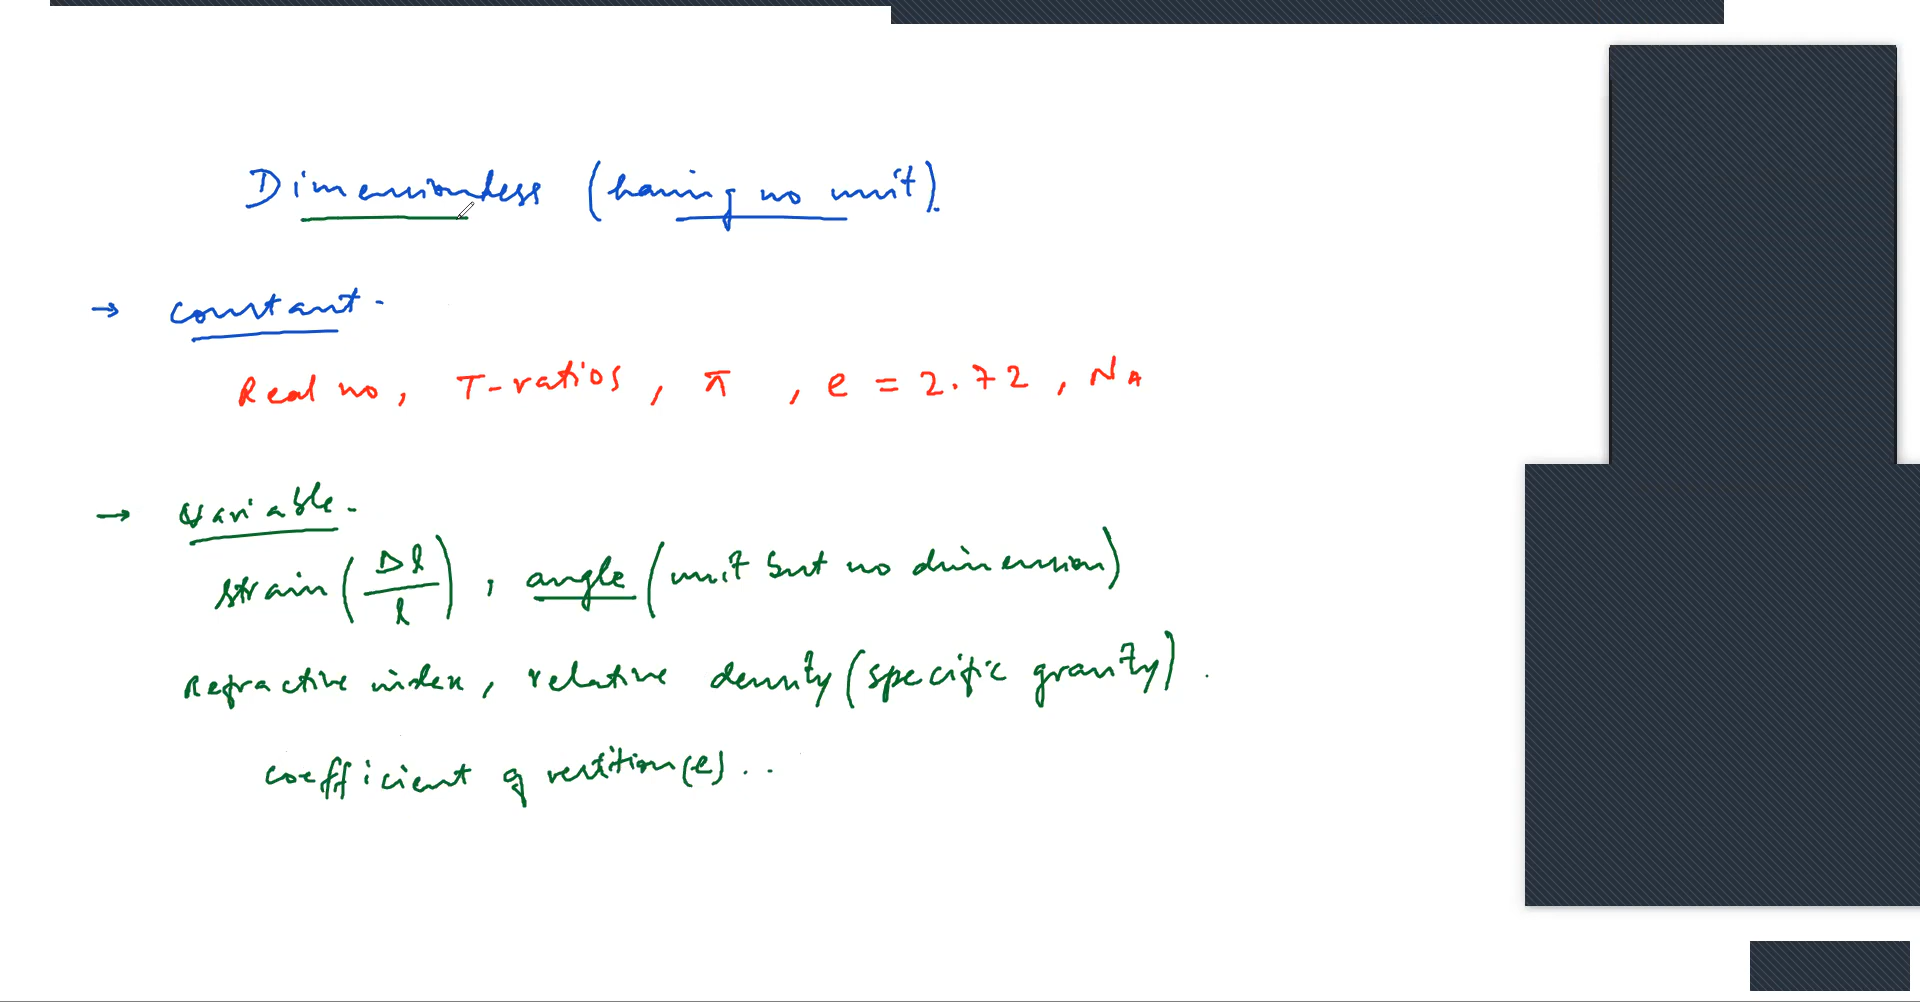 Dimensionless (having no unit).
→ constant -
Real no, T-ratios, π, e = 2.72, N_A
→ Variable -
strain (Δl/l), angle (unit but no dimension)
Refractive index, relative density (specific gravity).
coefficient of restitution (e)..